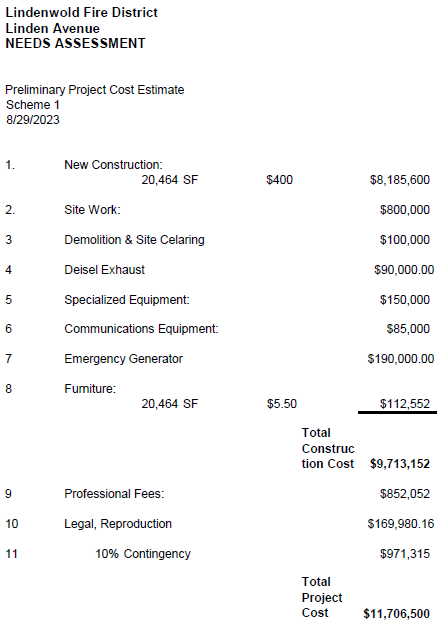 Lindenwold Fire District
Linden Avenue
NEEDS ASSESSMENT
Preliminary Project Cost Estimate
Scheme 1
8/29/2023
1. New Construction:
20,464 SF $400 $8,185,600
2. Site Work: $800,000
3 Demolition & Site Celaring $100,000
4 Deisel Exhaust $90,000.00
5 Specialized Equipment: $150,000
6 Communications Equipment: $85,000
7 Emergency Generator $190,000.00
8 Furniture:
20,464 SF $5.50 $112,552
Total
Construc
tion Cost $9,713,152
9 Professional Fees: $852,052
10 Legal, Reproduction $169,980.16
11 10% Contingency $971,315
Total
Project
Cost $11,706,500